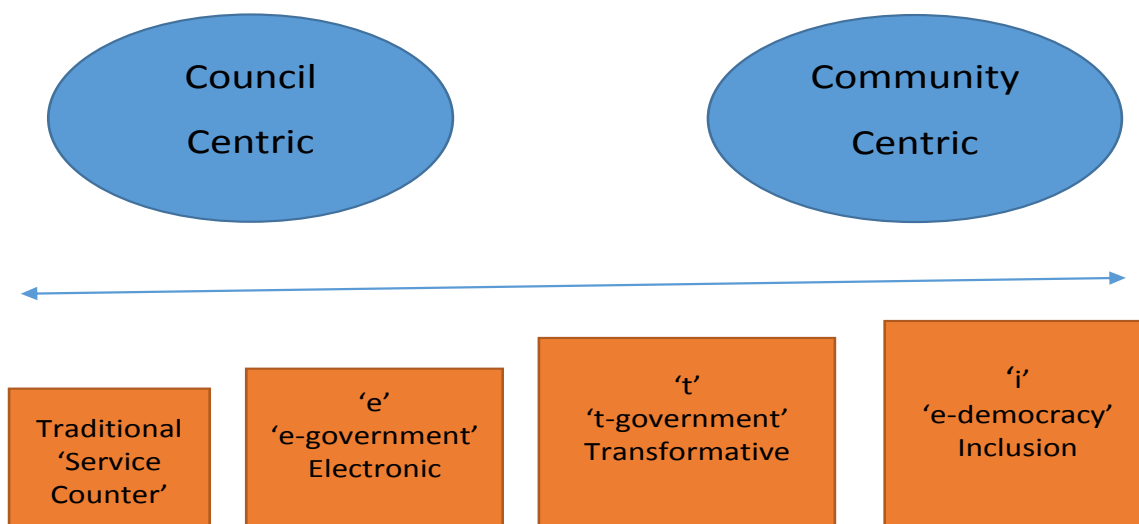 Council
Centric
Community
Centric
Traditional
‘Service
Counter’
‘e’
‘e-government’
Electronic
‘t’
‘t-government’
Transformative
‘i’
‘e-democracy’
Inclusion